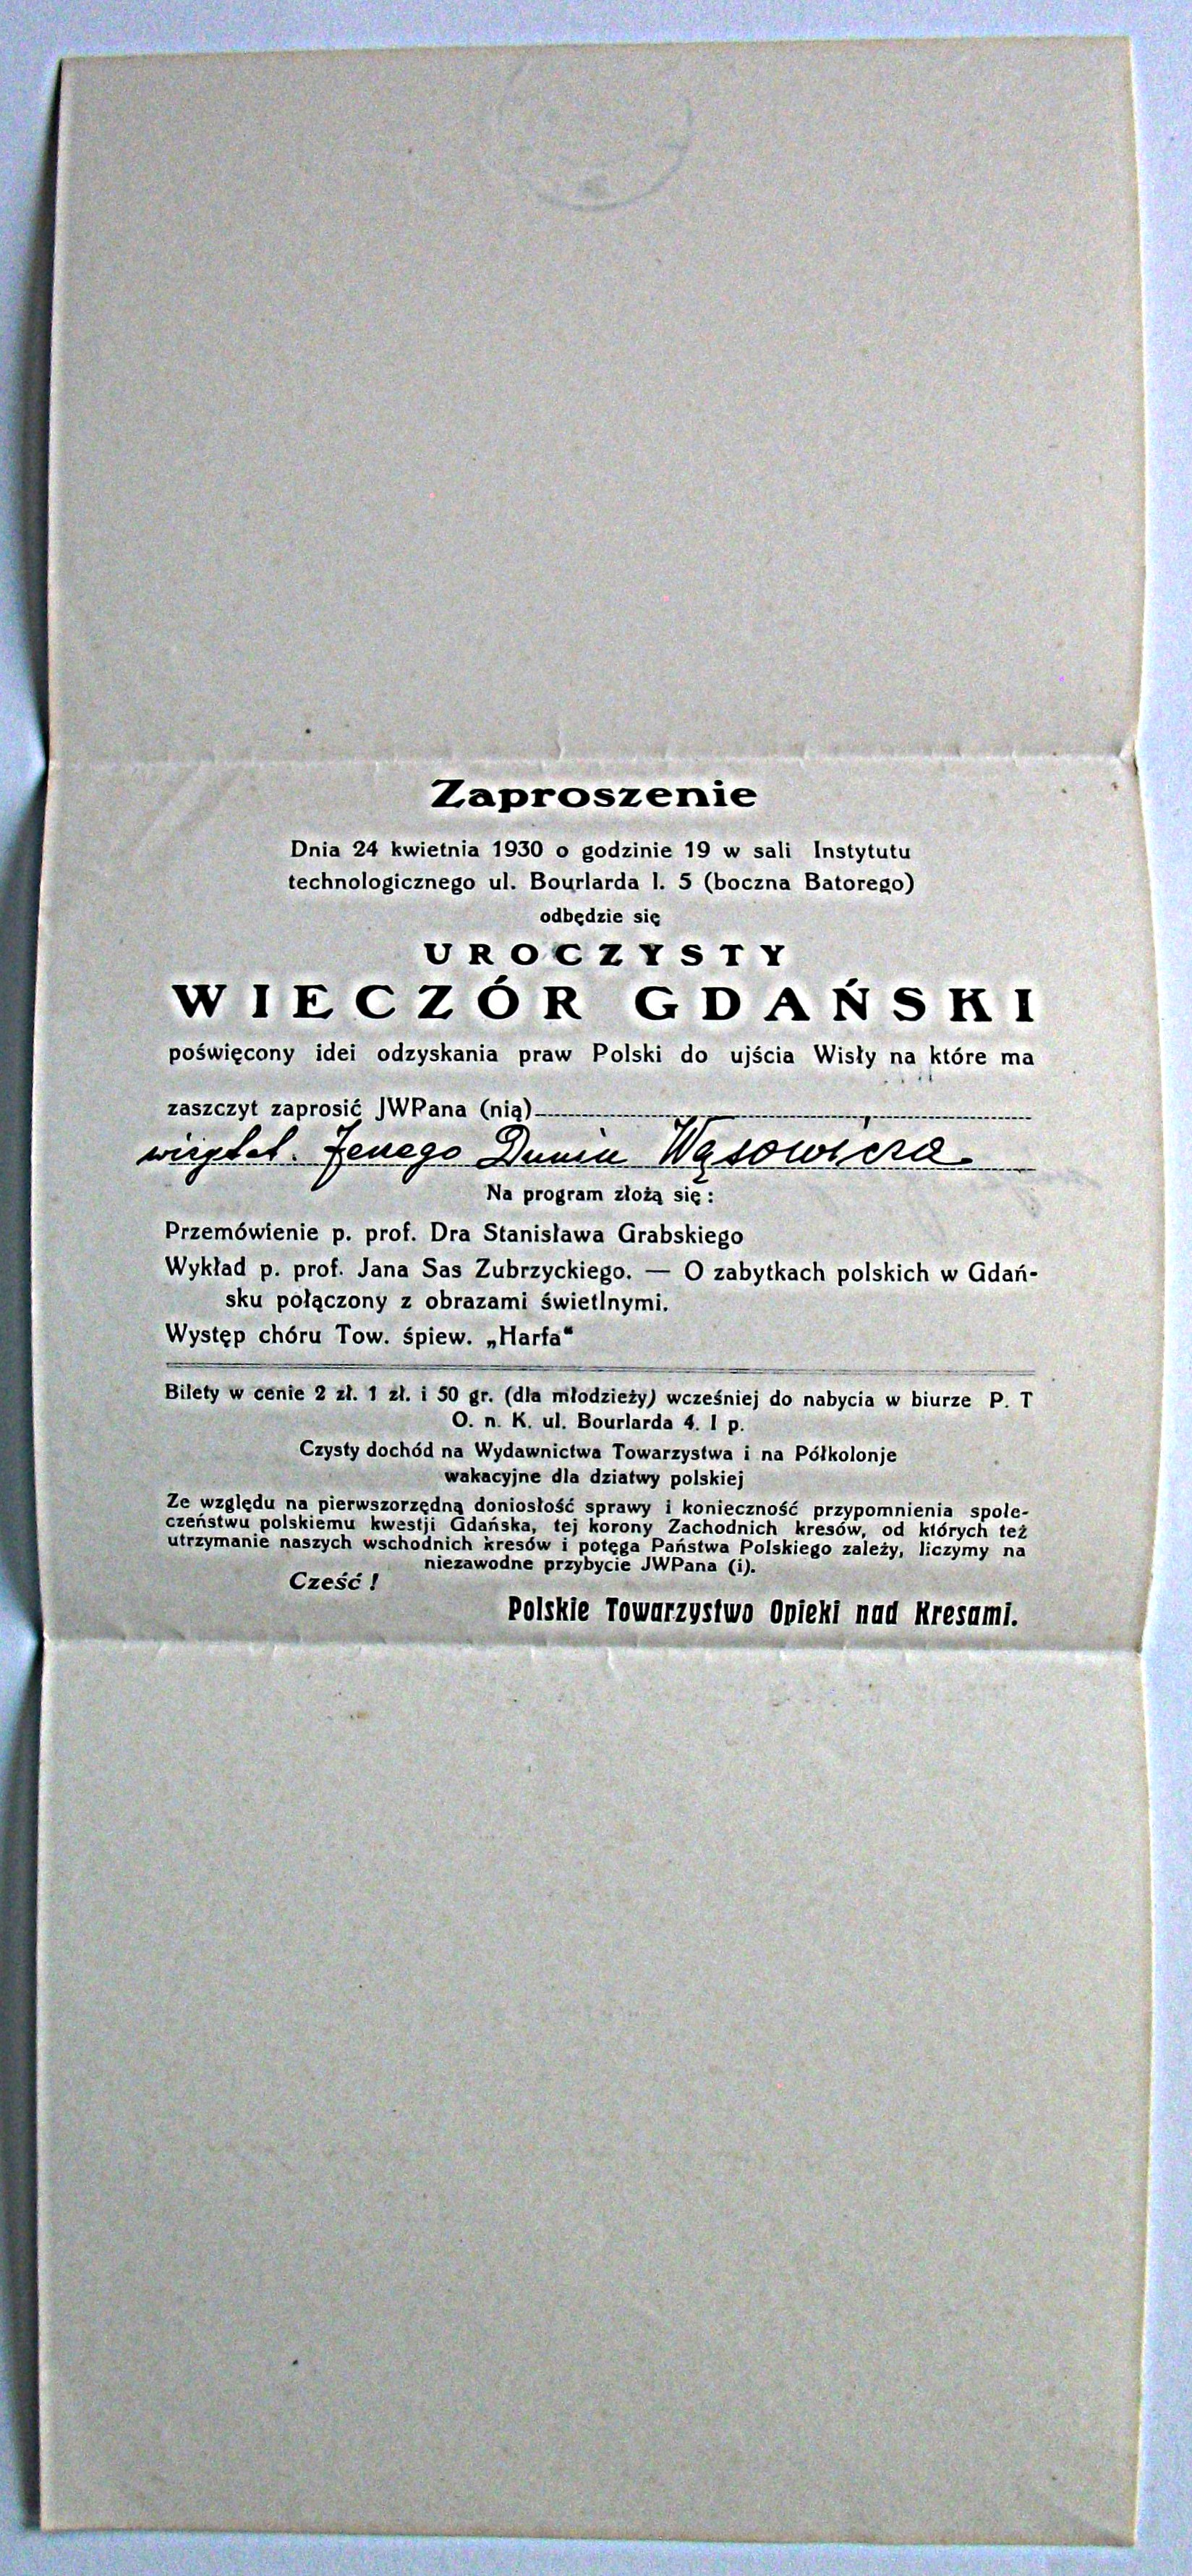 Zaproszenie
Dnia 24 kwietnia 1930 o godzinie 19 w sali Instytutu
technologicznego ul. Bourlarda l. 5 (boczna Batorego)
odbędzie się
UROCZYSTY
WIECZÓR GDAŃSKI
poświęcony idei odzyskania praw Polski do ujścia Wisły na które ma
zaszczyt zaprosić JWPana (nią)
Jenego Dunin Wąsowicza
Na program złożą się :
Przemówienie p. prof. Dra Stanisława Grabskiego
Wykład p. prof. Jana Sas Zubrzyckiego. — O zabytkach polskich w Gdań-
sku połączony z obrazami świetlnymi.
Występ chóru Tow. śpiew. „Harfa“
Bilety w cenie 2 zł. 1 zł. i 50 gr. (dla młodzieży) wcześniej do nabycia w biurze P. T
O. n. K. ul. Bourlarda 4. I p.
Czysty dochód na Wydawnictwa Towarzystwa i na Półkolonje
wakacyjne dla dziatwy polskiej
Ze względu na pierwszorzędną doniosłość sprawy i konieczność przypomnienia społe-
czeństwu polskiemu kwestji Gdańska, tej korony Zachodnich kresów, od których też
utrzymanie naszych wschodnich kresów i potęga Państwa Polskiego zależy, liczymy na
niezawodne przybycie JWPana (i).
Cześć !
Polskie Towarzystwo Opieki nad Kresami.